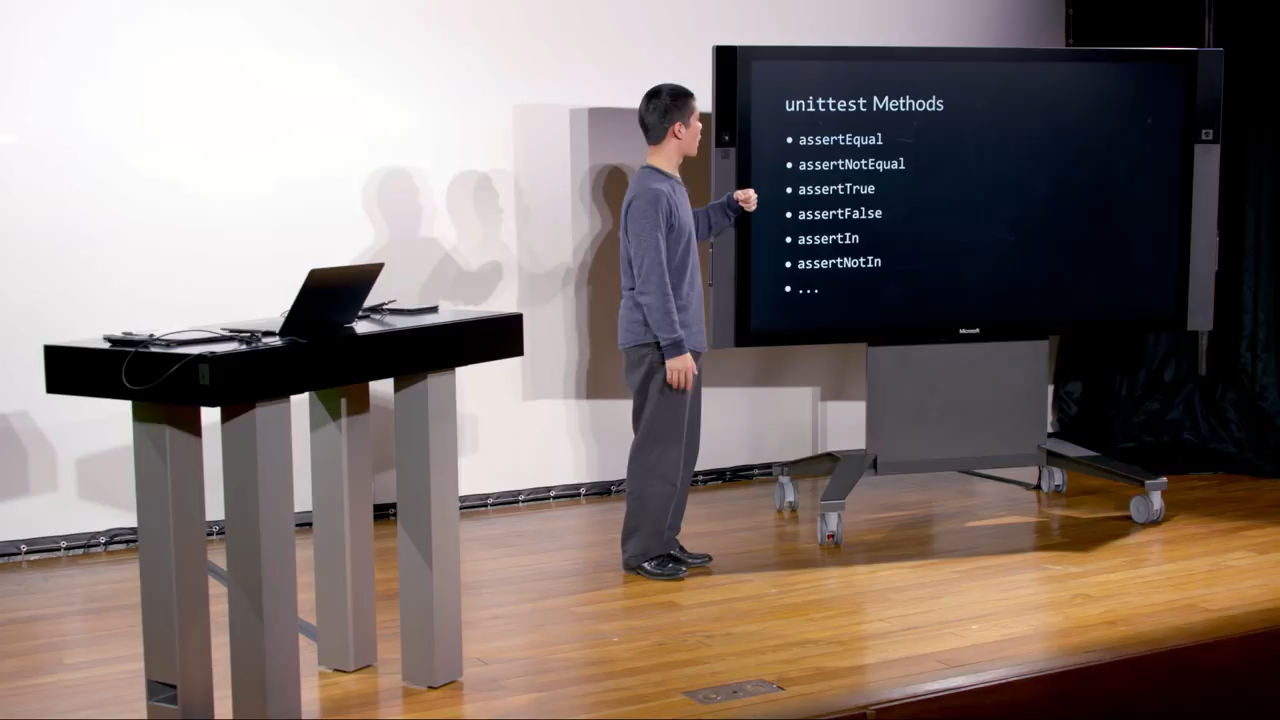 unittest Methods
• assertEqual
• assertNotEqual
• assertTrue
• assertFalse
• assertIn
• assertNotIn
• ...
Microsoft